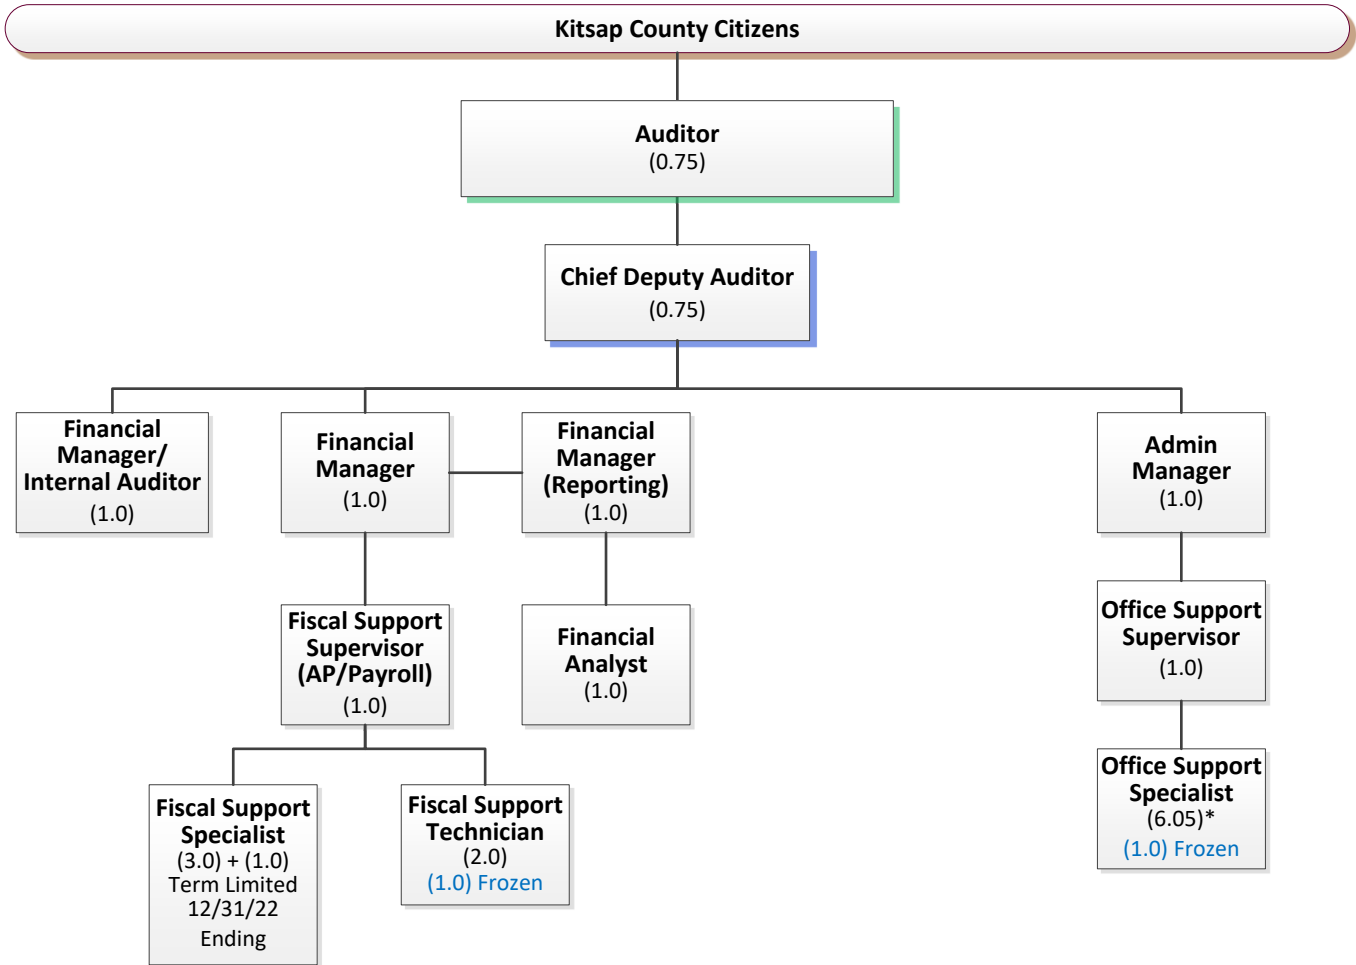 Kitsap County Citizens
Auditor
(0.75)
Chief Deputy Auditor
(0.75)
Financial
Manager/
Internal Auditor
(1.0)
Financial
Manager
(1.0)
Financial
Manager
(Reporting)
(1.0)
Admin
Manager
(1.0)
Fiscal Support
Supervisor
(AP/Payroll)
(1.0)
Financial
Analyst
(1.0)
Office Support
Supervisor
(1.0)
Fiscal Support
Specialist
(3.0) + (1.0)
Term Limited
12/31/22
Ending
Fiscal Support
Technician
(2.0)
(1.0) Frozen
Office Support
Specialist
(6.05)*
(1.0) Frozen